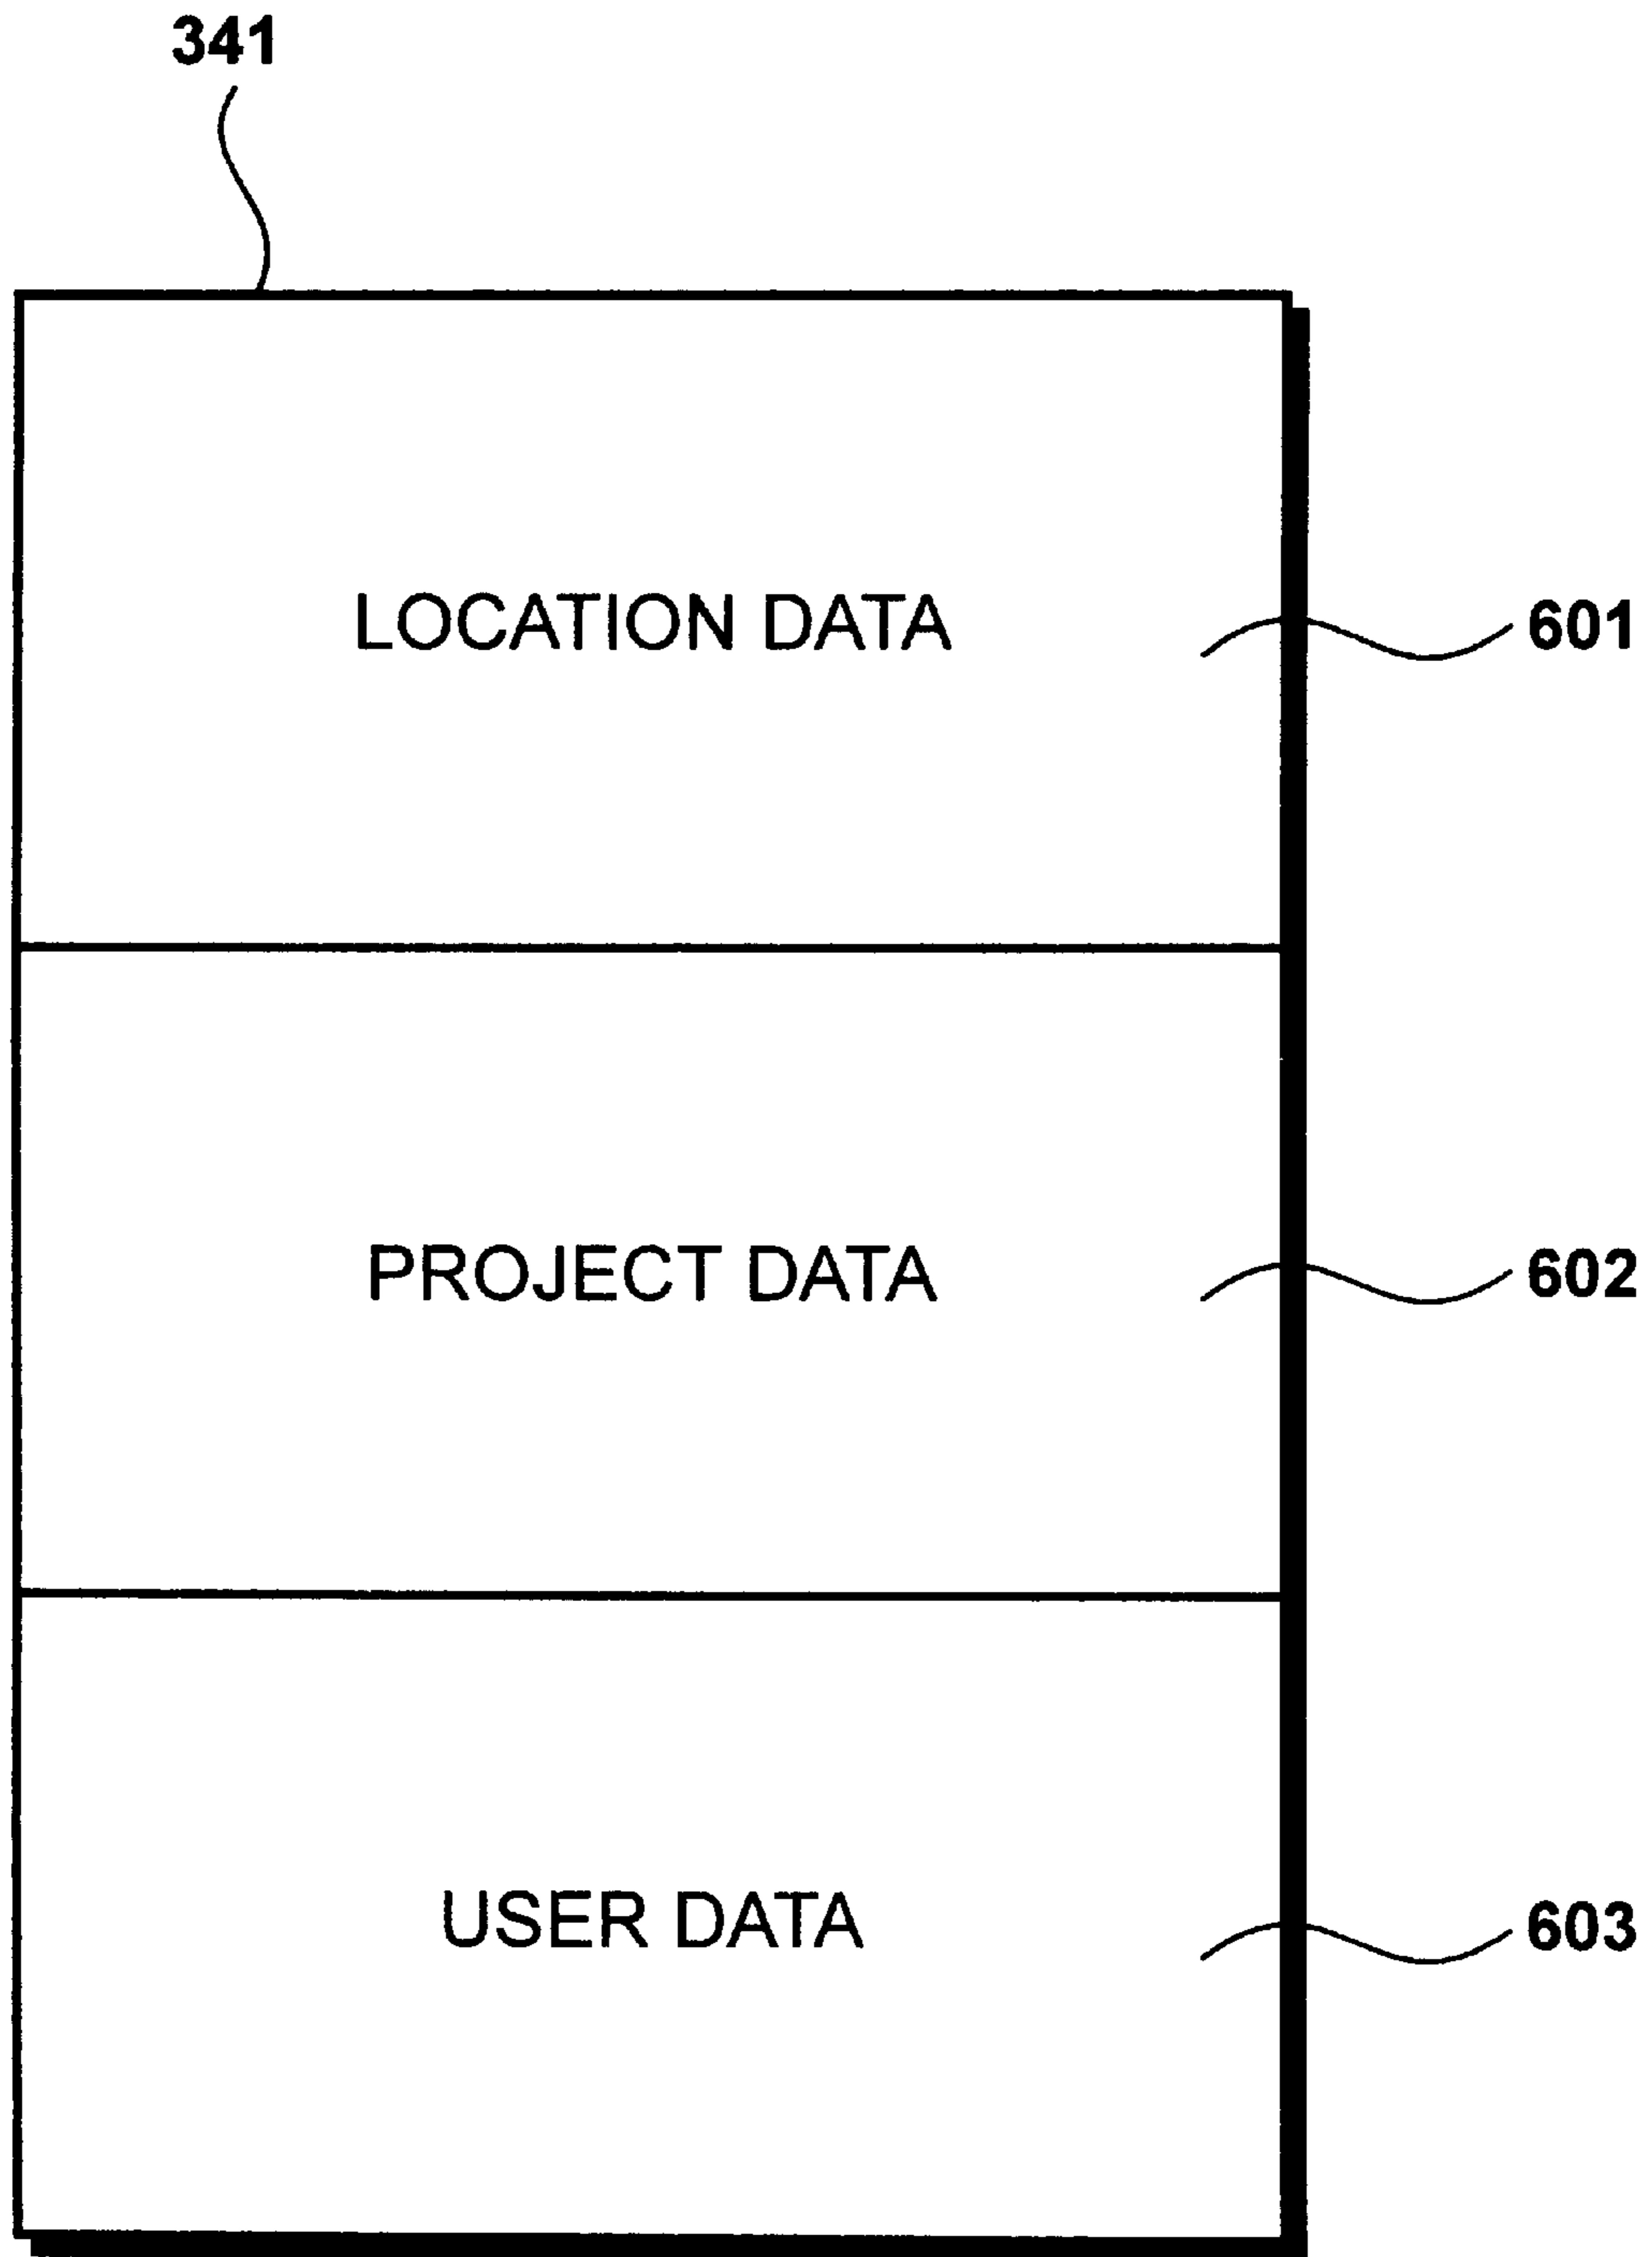 341
LOCATION DATA
601
PROJECT DATA
602
USER DATA
603